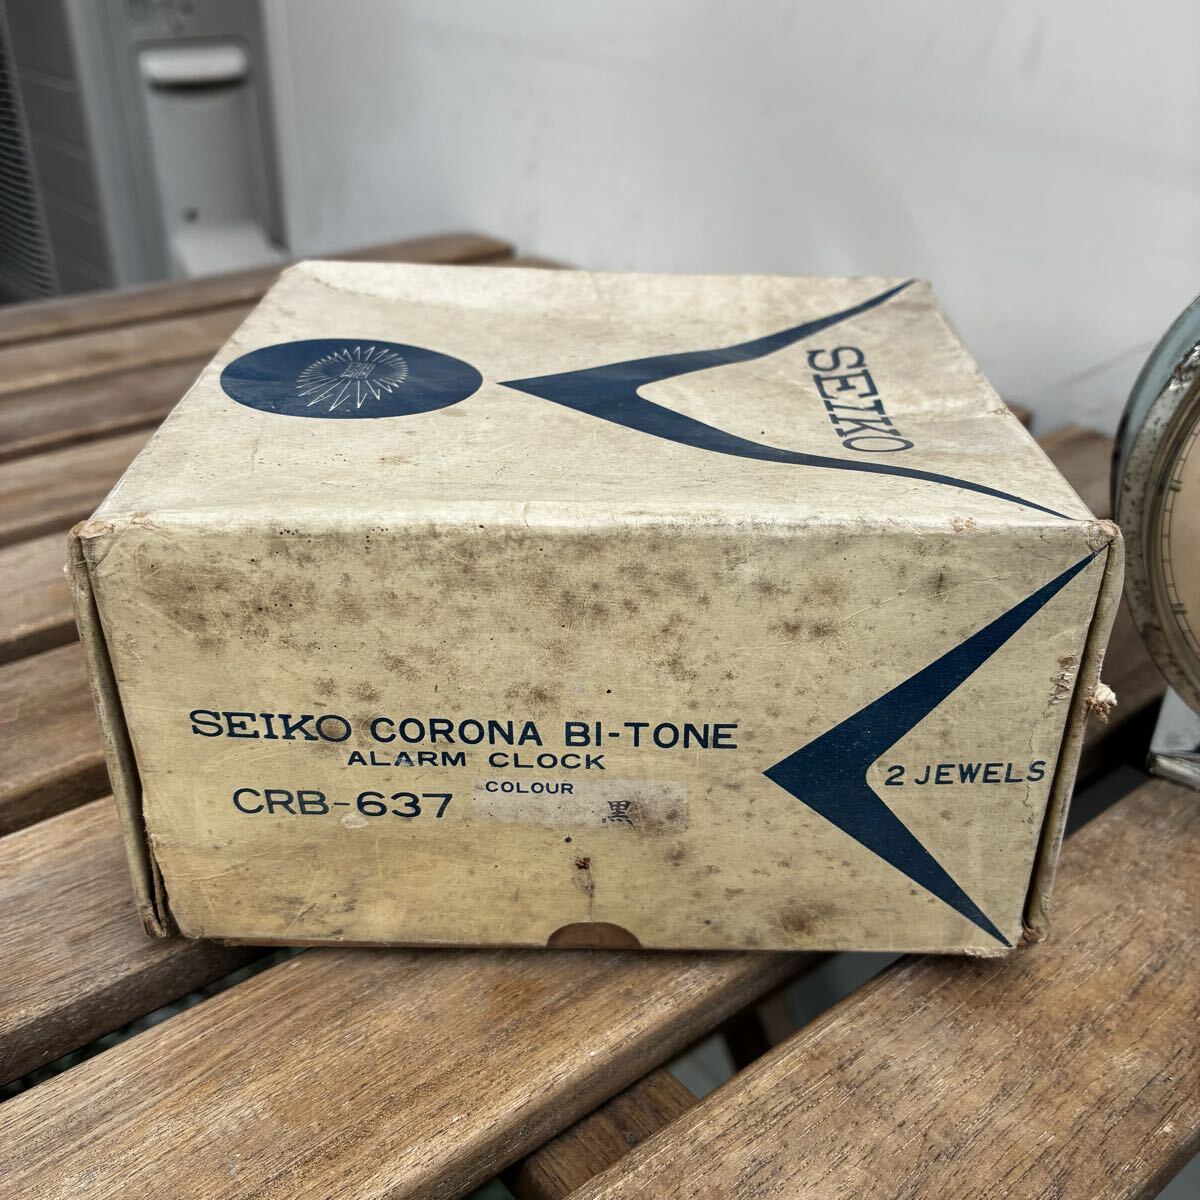 SEIKO
SEIKO CORONA BI-TONE
ALARM CLOCK
CRB-637
COLOUR
黒
2 JEWELS